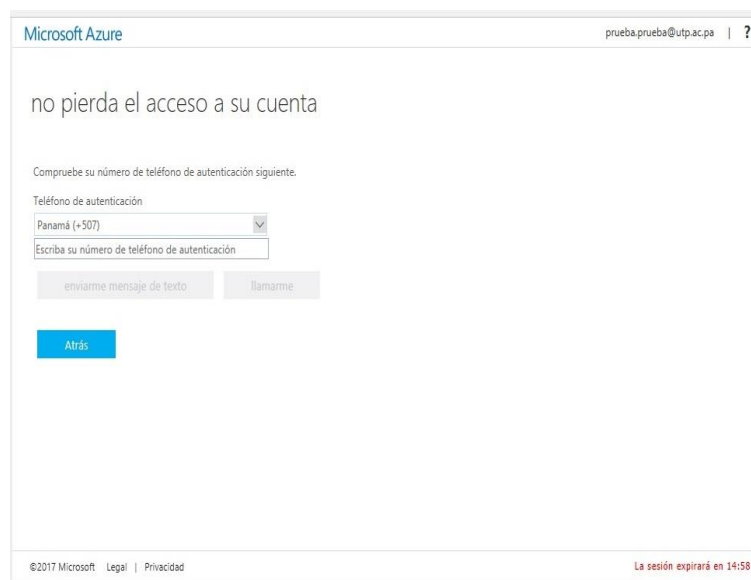 Microsoft Azure prueba.prueba@utp.ac.pa | ?
no pierda el acceso a su cuenta
Compruebe su número de teléfono de autenticación siguiente.
Teléfono de autenticación
Panamá (+507)
Escriba su número de teléfono de autenticación
enviarme mensaje de texto llamarme
Atrás
©2017 Microsoft Legal | Privacidad La sesión expirará en 14:58